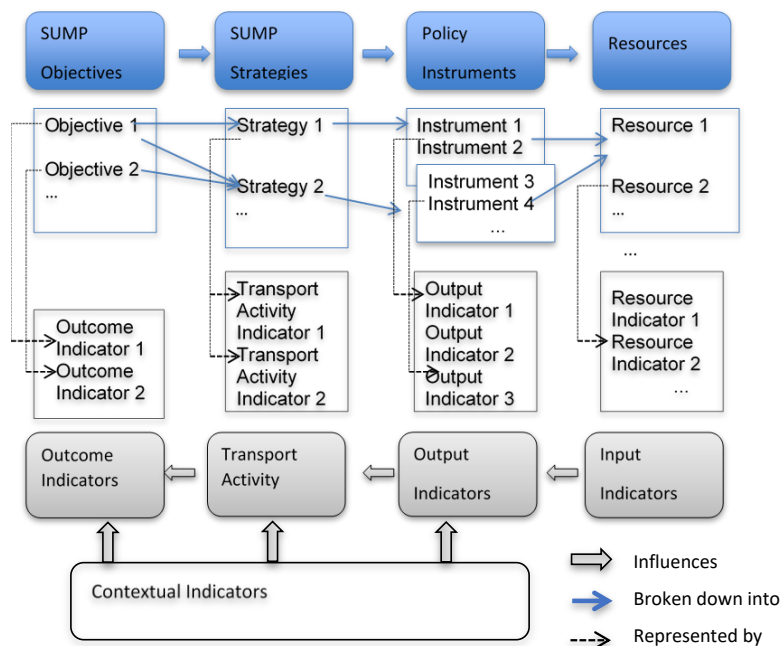 SUMP
Objectives
SUMP
Strategies
Policy
Instruments
Resources
Objective 1
Objective 2
...
Strategy 1
Strategy 2
...
Instrument 1
Instrument 2
Instrument 3
Instrument 4
...
Resource 1
Resource 2
...
...
Outcome
Indicator 1
Outcome
Indicator 2
Transport
Activity
Indicator 1
Transport
Activity
Indicator 2
Output
Indicator 1
Output
Indicator 2
Output
Indicator 3
Resource
Indicator 1
Resource
Indicator 2
...
Outcome
Indicators
Transport
Activity
Output
Indicators
Input
Indicators
Contextual Indicators
Influences
Broken down into
Represented by